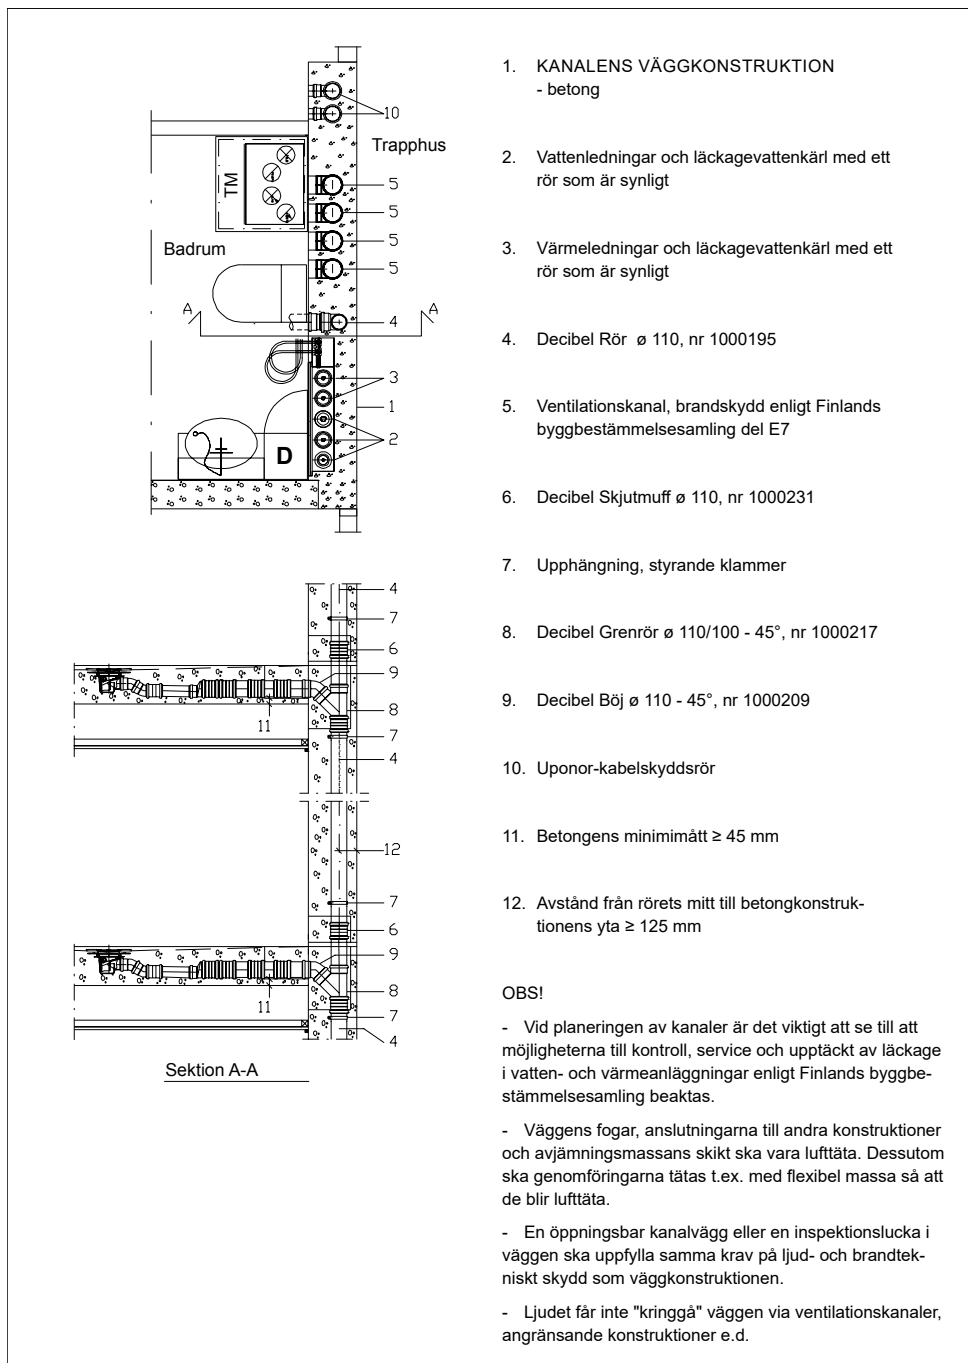 10
Trapphus
TM
5
5
5
5
Badrum
A
A
4
3
1
2
D
4
7
6
9
8
11
7
4
12
7
6
9
8
11
7
4
Sektion A-A
1. KANALENS VÄGGKONSTRUKTION
- betong
2. Vattenledningar och läckagevattenkärl med ett
rör som är synligt
3. Värmeledningar och läckagevattenkärl med ett
rör som är synligt
4. Decibel Rör ø 110, nr 1000195
5. Ventilationskanal, brandskydd enligt Finlands
byggbestämmelsesamling del E7
6. Decibel Skjutmuff ø 110, nr 1000231
7. Upphängning, styrande klammer
8. Decibel Grenrör ø 110/100 - 45°, nr 1000217
9. Decibel Böj ø 110 - 45°, nr 1000209
10. Uponor-kabelskyddsrör
11. Betongens minimimått ≥ 45 mm
12. Avstånd från rörets mitt till betongkonstruk-
tionens yta ≥ 125 mm
OBS!
- Vid planeringen av kanaler är det viktigt att se till att
möjligheterna till kontroll, service och upptäckt av läckage
i vatten- och värmeanläggningar enligt Finlands byggbe-
stämmelsesamling beaktas.
- Väggens fogar, anslutningarna till andra konstruktioner
och avjämningsmassans skikt ska vara lufttäta. Dessutom
ska genomföringarna tätas t.ex. med flexibel massa så att
de blir lufttäta.
- En öppningsbar kanalvägg eller en inspektionslucka i
väggen ska uppfylla samma krav på ljud- och brandtek-
niskt skydd som väggkonstruktionen.
- Ljudet får inte "kringgå" väggen via ventilationskanaler,
angränsande konstruktioner e.d.